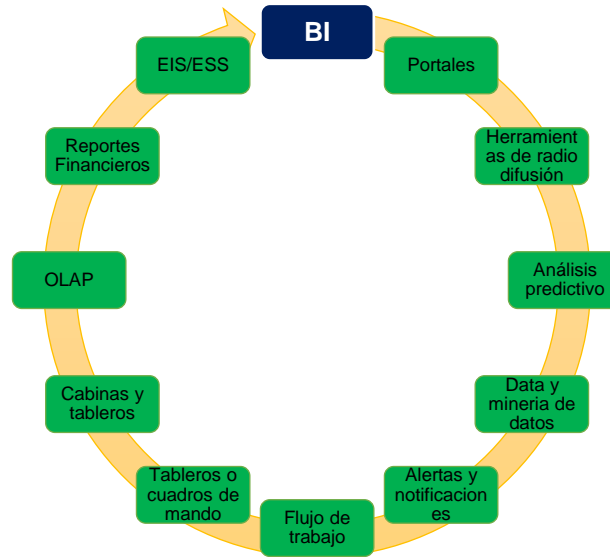 BI
Portales
Herramient
as de radio
difusión
Análisis
predictivo
Data y
mineria de
datos
Alertas y
notificacion
es
Flujo de
trabajo
Tableros o
cuadros de
mando
Cabinas y
tableros
OLAP
Reportes
Financieros
EIS/ESS